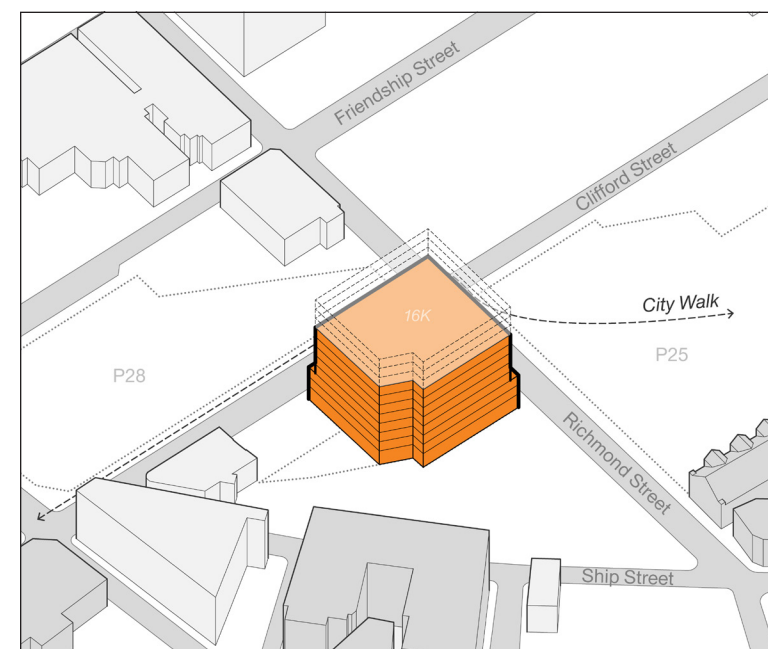 Friendship Street
Clifford Street
City Walk
16K
P28
P25
Richmond Street
Ship Street